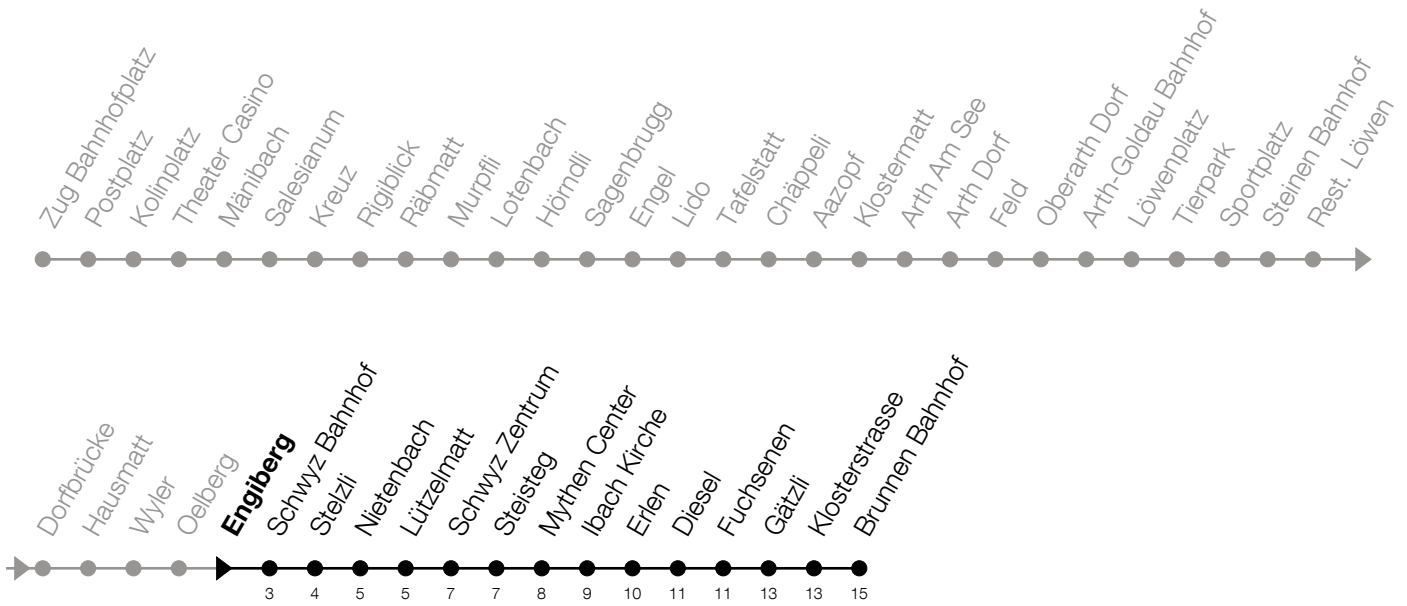 Zug Bahnhofplatz
Postplatz
Kolinplatz
Theater Casino
Mänibach
Salesianum
Kreuz
Rigiblick
Räbmatt
Murpfli
Lotenbach
Hörndli
Sagenbrugg
Engel
Lido
Tafelstatt
Chäppeli
Aazopf
Klostermatt
Arth Am See
Arth Dorf
Feld
Oberarth Dorf
Arth-Goldau Bahnhof
Löwenplatz
Tierpark
Sportplatz
Steinen Bahnhof
Rest. Löwen
Dorfbrücke
Hausmatt
Wyler
Oelberg
Engiberg
Schwyz Bahnhof
Stelzli
Nietenbach
Lützelmatt
Schwyz Zentrum
Steisteg
Mythen Center
Ibach Kirche
Erlen
Diesel
Fuchsenen
Gätzli
Klosterstrasse
Brunnen Bahnhof
3 4 5 5 7 7 8 9 10 11 11 13 13 15